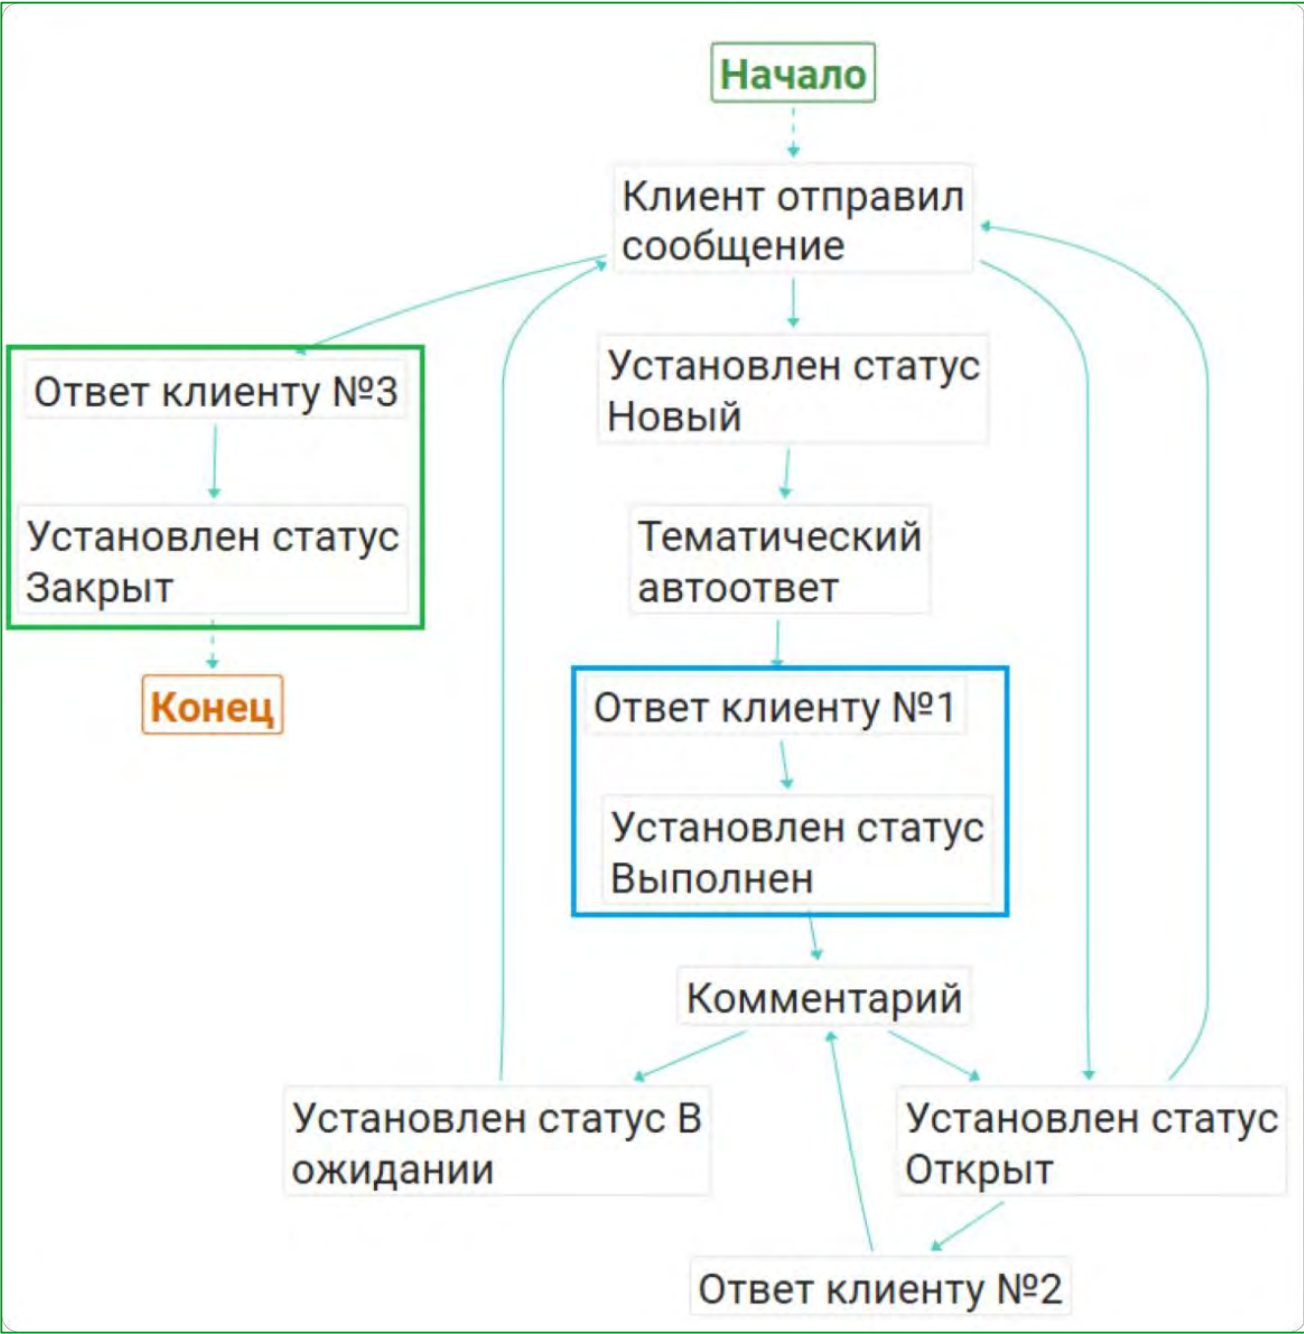 Начало
Клиент отправил
сообщение
Ответ клиенту №3
Установлен статус
Закрыт
Конец
Установлен статус
Новый
Тематический
автоответ
Ответ клиенту №1
Установлен статус
Выполнен
Комментарий
Установлен статус В
ожидании
Установлен статус
Открыт
Ответ клиенту №2